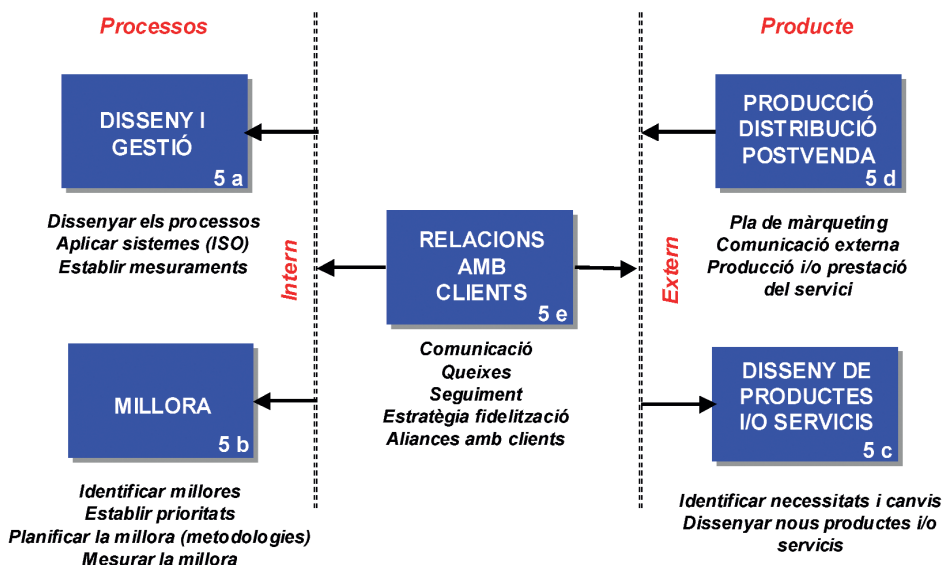 Processos
DISSENY I
GESTIÓ
5 a
Dissenyar els processos
Aplicar sistemes (ISO)
Establir mesuraments
MILLORA
5 b
Identificar millores
Establir prioritats
Planificar la millora (metodologies)
Mesurar la millora
Intern
RELACIONS
AMB
CLIENTS
5 e
Comunicació
Queixes
Seguiment
Estratègia fidelització
Aliances amb clients
Extern
Producte
PRODUCCIÓ
DISTRIBUCIÓ
POSTVENDA
5 d
Pla de màrqueting
Comunicació externa
Producció i/o prestació
del servici
DISSENY DE
PRODUCTES
I/O SERVICIS
5 c
Identificar necessitats i canvis
Dissenyar nous productes i/o
servicis